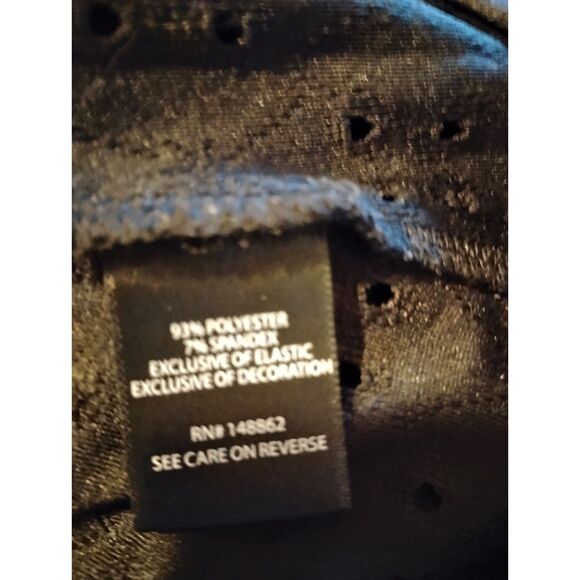 93% POLYESTER
7% SPANDEX
EXCLUSIVE OF ELASTIC
EXCLUSIVE OF DECORATION
RN# 148862
SEE CARE ON REVERSE